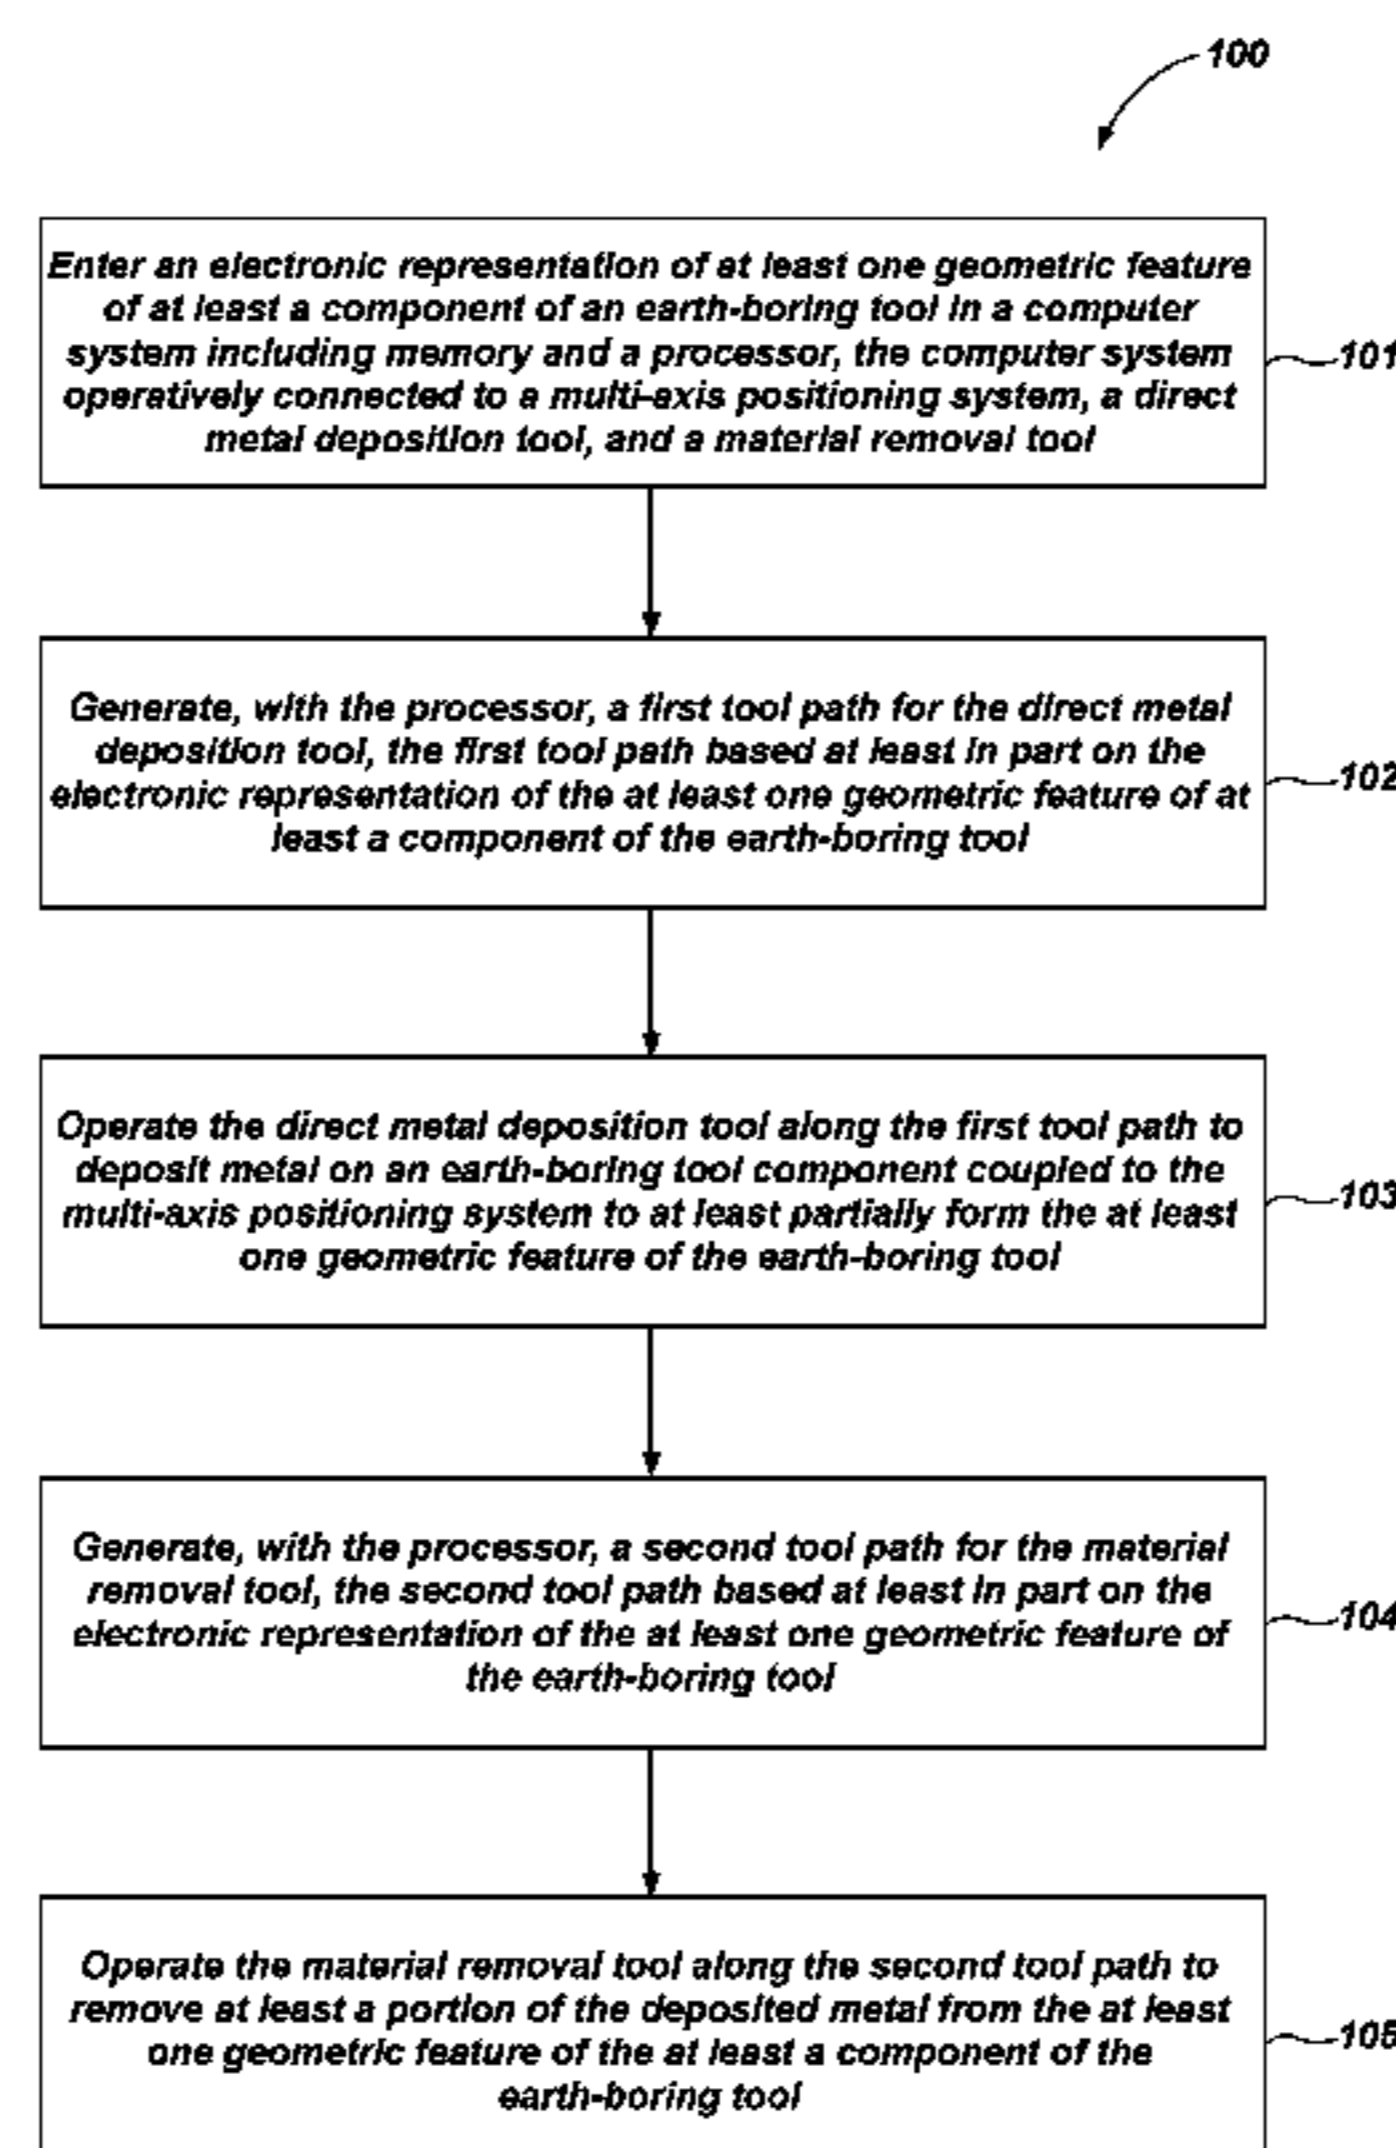 100
Enter an electronic representation of at least one geometric feature
of at least a component of an earth-boring tool in a computer
system including memory and a processor, the computer system
operatively connected to a multi-axis positioning system, a direct
metal deposition tool, and a material removal tool
101
Generate, with the processor, a first tool path for the direct metal
deposition tool, the first tool path based at least in part on the
electronic representation of the at least one geometric feature of at
least a component of the earth-boring tool
102
Operate the direct metal deposition tool along the first tool path to
deposit metal on an earth-boring tool component coupled to the
multi-axis positioning system to at least partially form the at least
one geometric feature of the earth-boring tool
103
Generate, with the processor, a second tool path for the material
removal tool, the second tool path based at least in part on the
electronic representation of the at least one geometric feature of
the earth-boring tool
104
Operate the material removal tool along the second tool path to
remove at least a portion of the deposited metal from the at least
one geometric feature of the at least a component of the
earth-boring tool
105